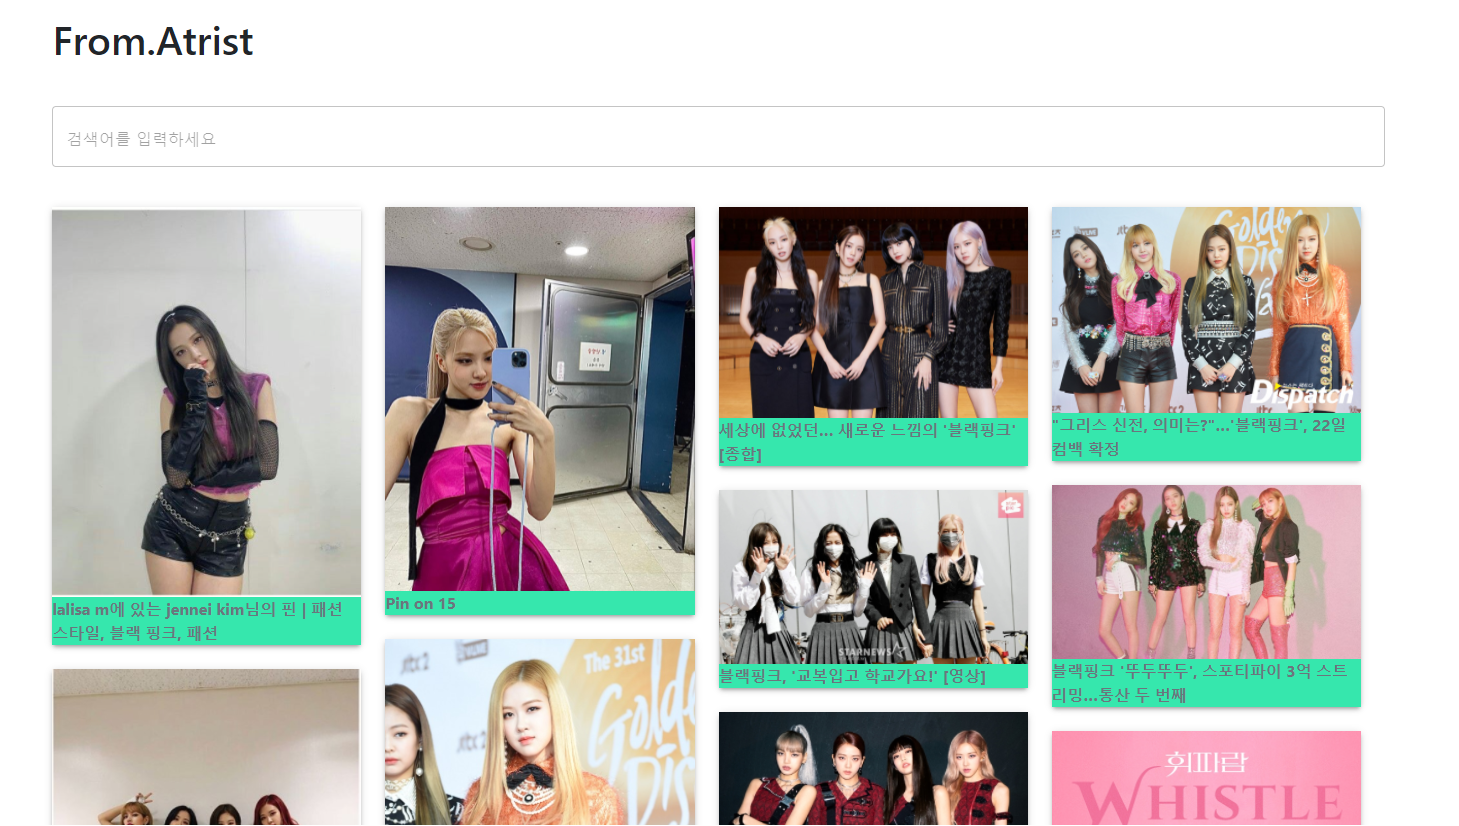 From.Atrist
검색어를 입력하세요
lalisa m에 있는 jennei kim님의 핀 | 패션
스타일, 블랙 핑크, 패션
Pin on 15
The 31st
Golde
Dis
세상에 없었던... 새로운 느낌의 '블랙핑크'
[종합]
STARNEWS
블랙핑크, '교복입고 학교가요!' [영상]
Golden
Dis
Dispatch
"그리스 신전, 의미는?"...'블랙핑크', 22일
컴백 확정
블랙핑크 '뚜두뚜두', 스포티파이 3억 스트
리밍...통산 두 번째
휘파람
WHISTLE